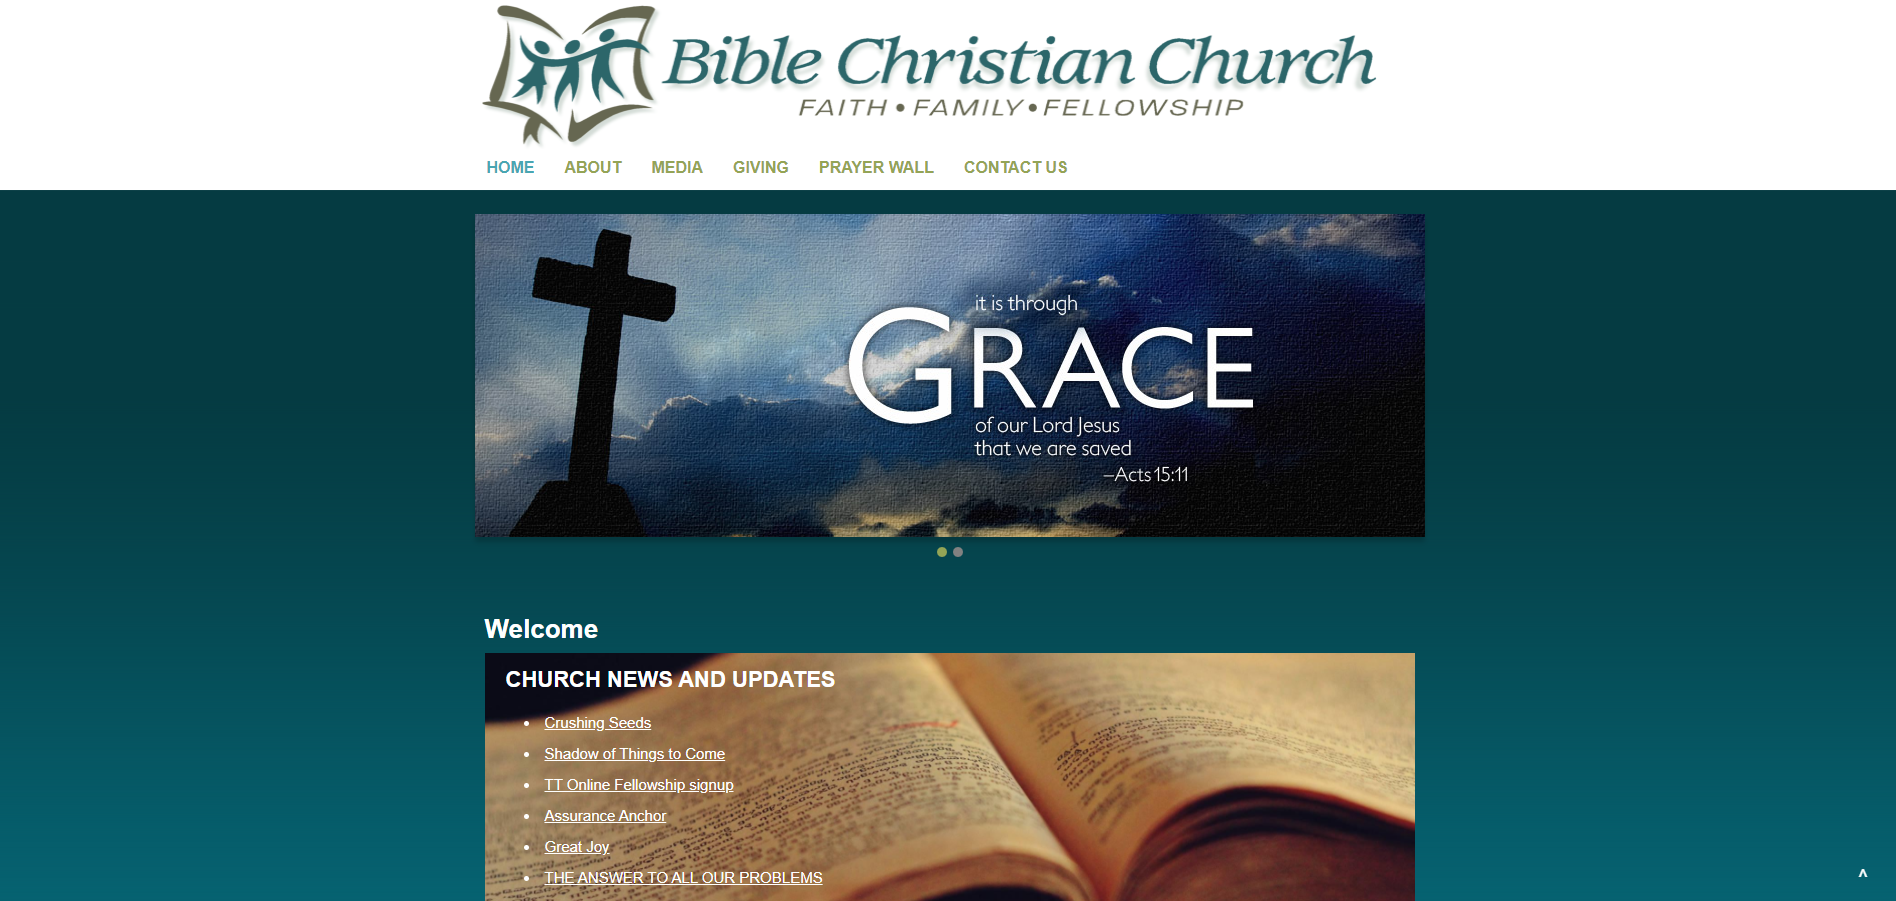 Bible Christian Church
FAITH • FAMILY • FELLOWSHIP
HOME ABOUT MEDIA GIVING PRAYER WALL CONTACT US
it is through
GRACE
of our Lord Jesus
that we are saved
–Acts 15:11
Welcome
CHURCH NEWS AND UPDATES
• Crushing Seeds
• Shadow of Things to Come
• TT Online Fellowship signup
• Assurance Anchor
• Great Joy
• THE ANSWER TO ALL OUR PROBLEMS
^